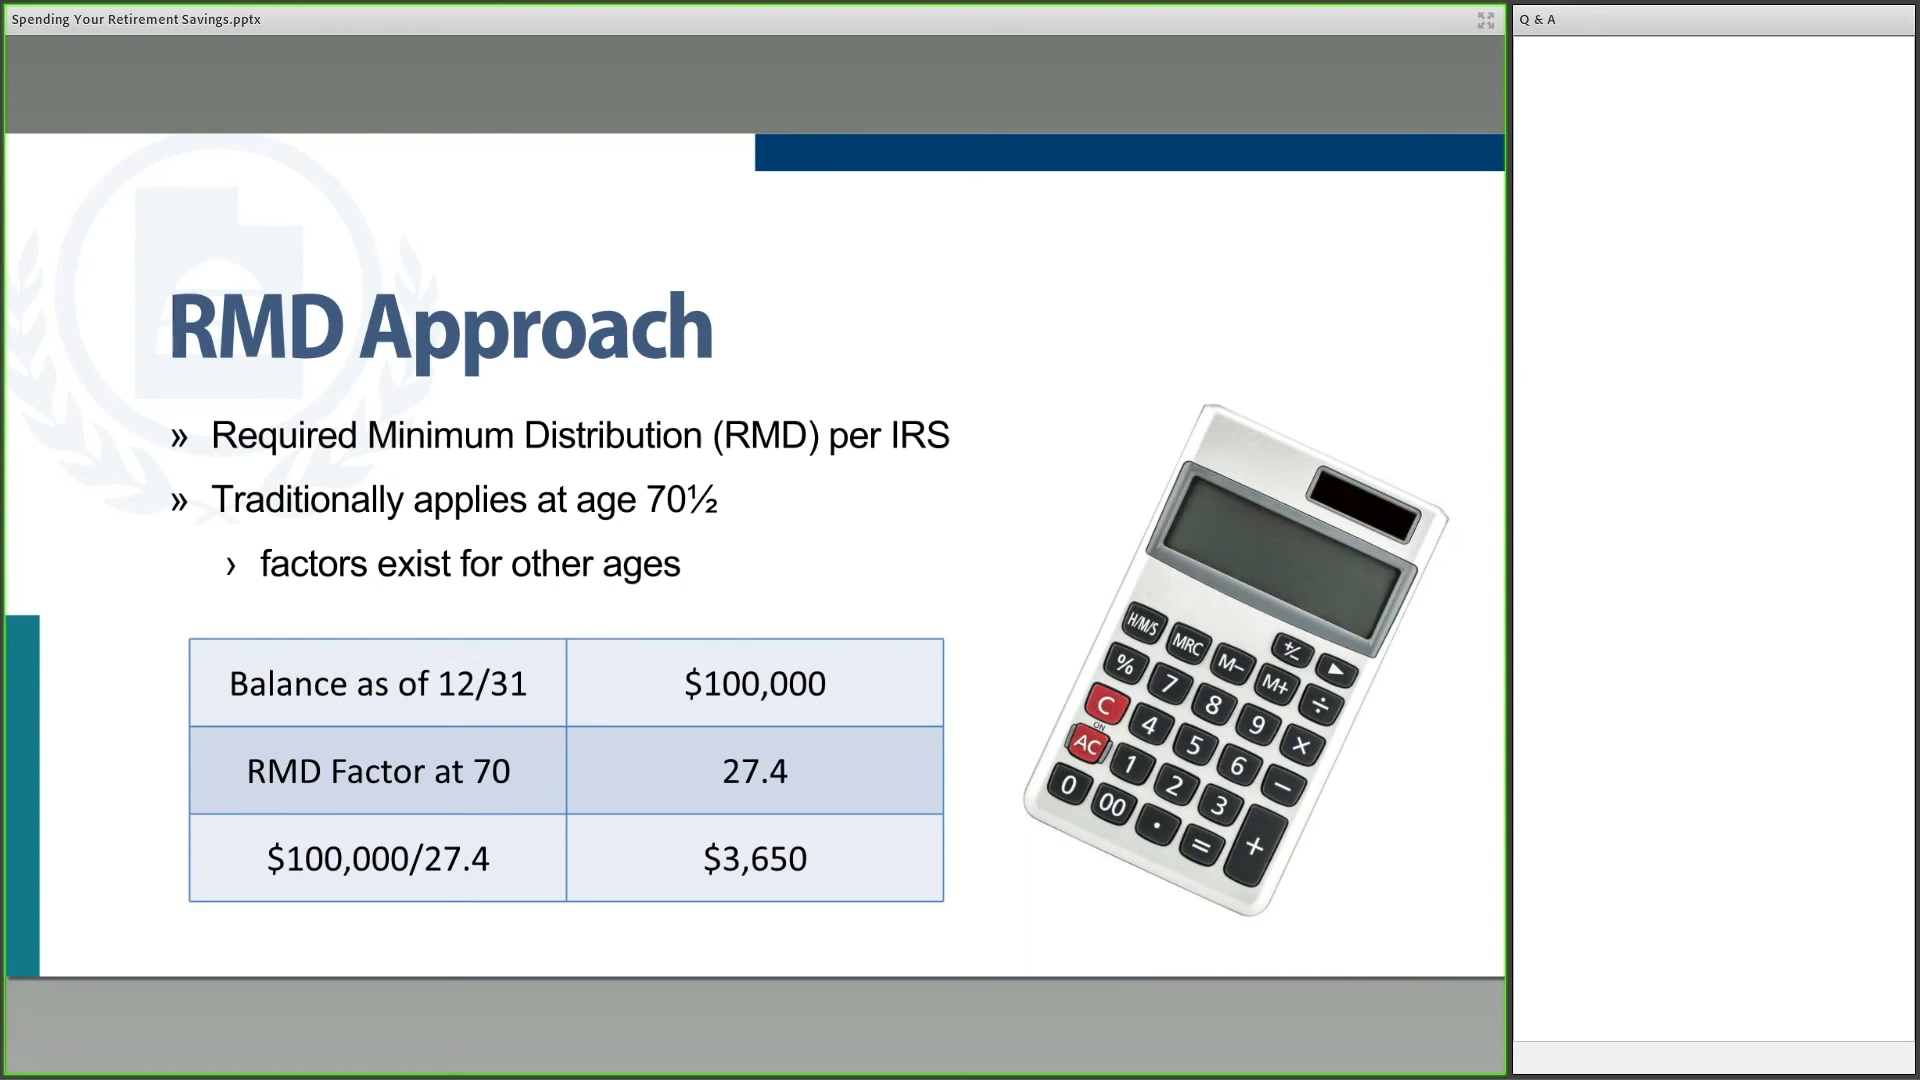 Spending Your Retirement Savings.pptx
Q & A
RMD Approach
» Required Minimum Distribution (RMD) per IRS
» Traditionally applies at age 70½
› factors exist for other ages
Balance as of 12/31 $100,000
RMD Factor at 70 27.4
$100,000/27.4 $3,650
H/M/S MRC M− +⁄− ▶
% 7 8 M+ ÷
C 4 5 9 ×
ON
AC 1 2 6 −
0 00 · 3 +
=